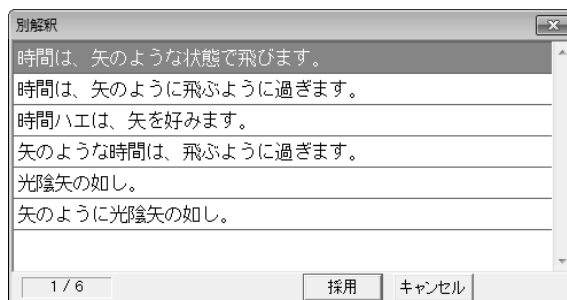 別解釈
時間は、矢のような状態で飛びます。
時間は、矢のように飛ぶように過ぎます。
時間ハエは、矢を好みます。
矢のような時間は、飛ぶように過ぎます。
光陰矢の如し。
矢のように光陰矢の如し。
1 / 6
採用
キャンセル